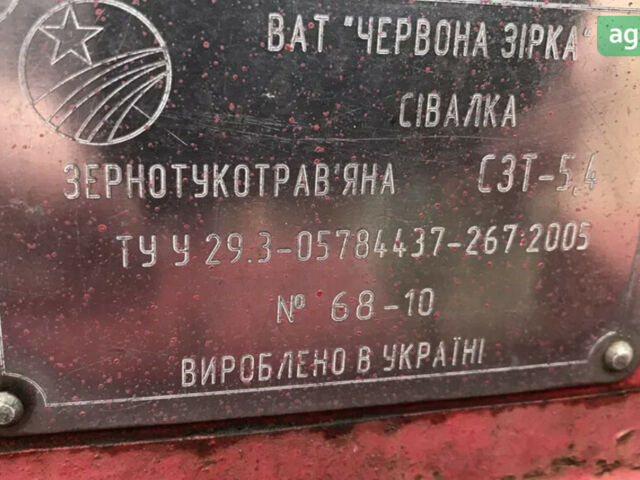 ВАТ "ЧЕРВОНА ЗІРКА"
ag
СІВАЛКА
ЗЕРНОТУКОТРАВ'ЯНА СЗТ-5,4
ТУ У 29.3-05784437-267:2005
№ 68-10
ВИРОБЛЕНО В УКРАЇНІ